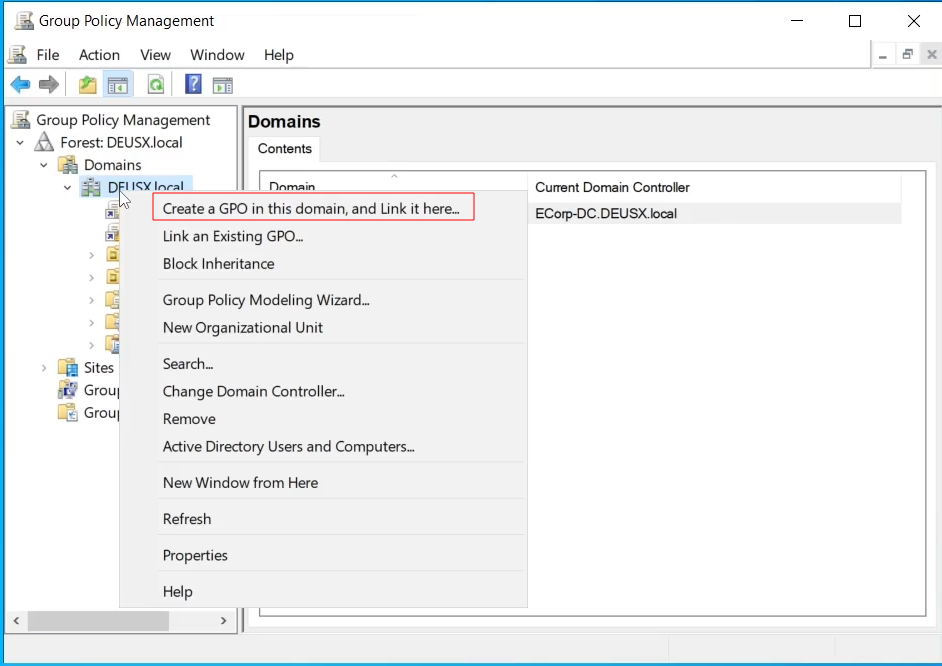 Group Policy Management
File Action View Window Help
Group Policy Management
Forest: DEUSX.local
Domains
DEUSX.local
Sites
Domains
Contents
Domain
Current Domain Controller
ECorp-DC.DEUSX.local
Create a GPO in this domain, and Link it here...
Link an Existing GPO...
Block Inheritance
Group Policy Modeling Wizard...
New Organizational Unit
Search...
Change Domain Controller...
Remove
Active Directory Users and Computers...
New Window from Here
Refresh
Properties
Help